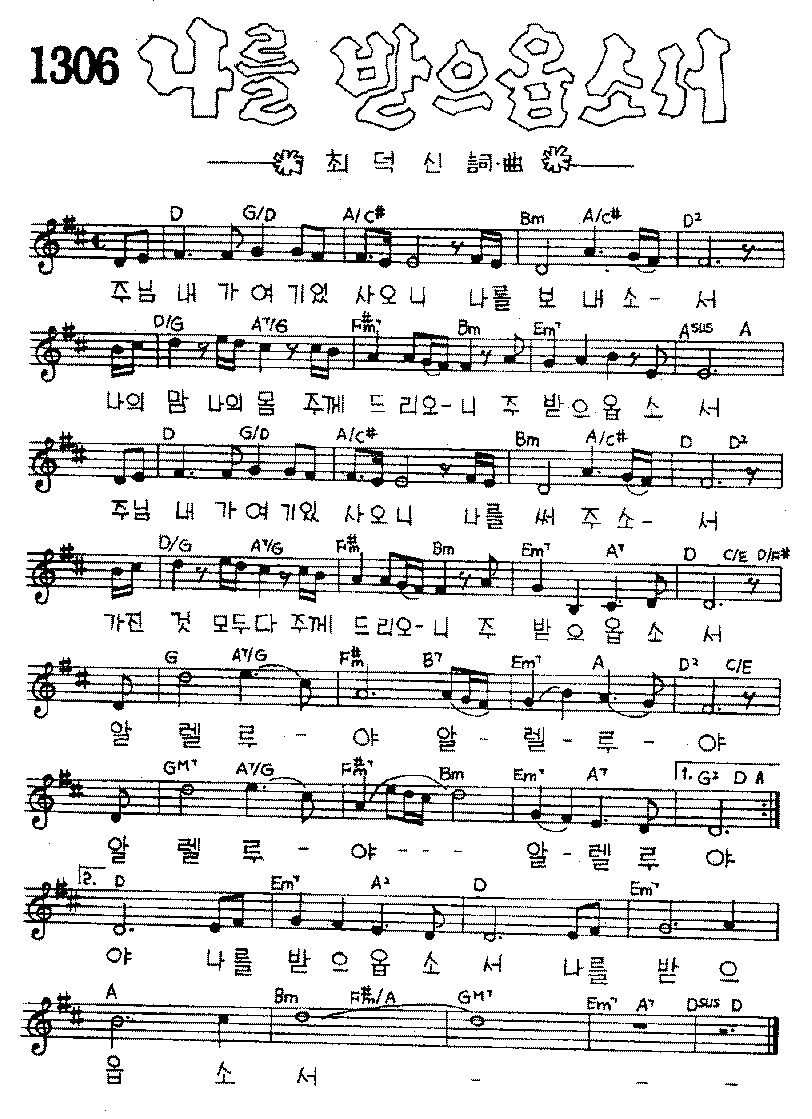 1306 나를 받으옵소서
최 덕 신 詞·曲
D G/D A/C# Bm A/C# D2
주님 내 가 여 기있 사오니 나를 보 내 소 - 서
D/G A7/G F#m7 Bm Em7 Asus A
나의 맘 나의 몸 주께 드 리오-니 주 받 으 옵 소 서
D G/D A/C# Bm A/C# D D2
주님 내 가 여 기있 사오니 나를 써 주 소 - 서
D/G A7/G F#m Bm Em7 A7 D C/E D/F#
가진 것 모두다 주께 드리오-니 주 받 으 옵 소 서
G A7/G F#m B7 Em7 A D2 C/E
알 렐 루 - 야 알 - 렐 - 루 - 야
GM7 A7/G F#m7 Bm Em7 A7 1. G2 D A
알 렐 루 - 야 - - - 알 - 렐 루 야
2. D Em7 A2 D Em7
야 나를 받 으 옵 소 서 나를 받 으
A Bm F#m/A GM7 Em7 A7 Dsus D
옵 소 서 - - -